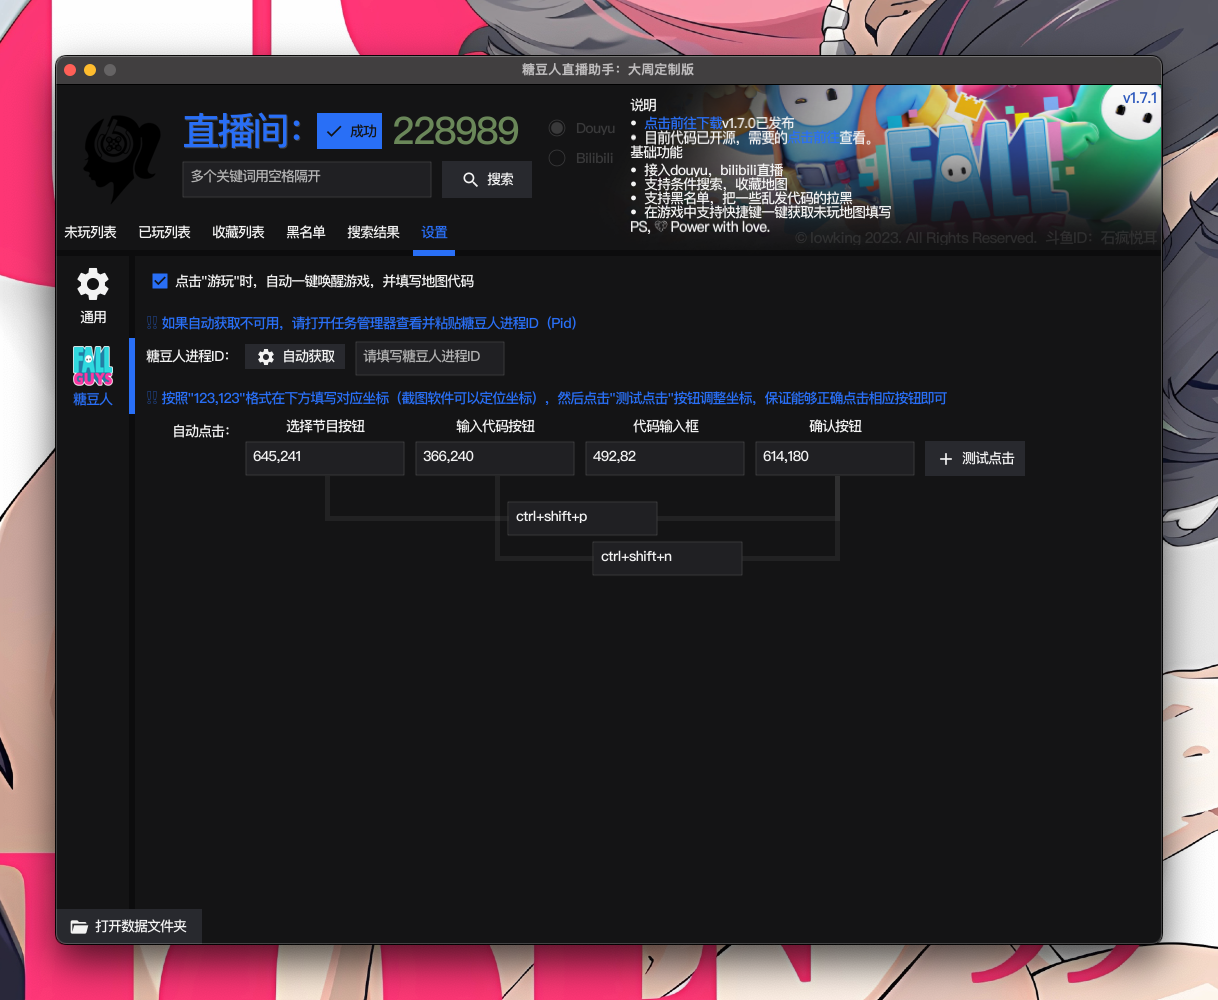 糖豆人直播助手：大周定制版
v1.7.1
直播间：
成功
228989
Douyu
Bilibili
多个关键词用空格隔开
搜索
说明
• 点击前往下载v1.7.0已发布
• 目前代码已开源，需要的点击前往查看。
基础功能
• 接入douyu，bilibili直播
• 支持条件搜索，收藏地图
• 支持黑名单，把一些乱发代码的拉黑
• 在游戏中支持快捷键一键获取未玩地图填写
PS, 💔 Power with love.
FALL
© lowking 2023. All Rights Reserved. 斗鱼ID：石疯悦耳
未玩列表 已玩列表 收藏列表 黑名单 搜索结果 设置
通用
FALL
GUYS
糖豆人
点击"游玩"时，自动一键唤醒游戏，并填写地图代码
如果自动获取不可用，请打开任务管理器查看并粘贴糖豆人进程ID（Pid）
糖豆人进程ID： 自动获取 请填写糖豆人进程ID
按照"123,123"格式在下方填写对应坐标（截图软件可以定位坐标），然后点击"测试点击"按钮调整坐标，保证能够正确点击相应按钮即可
自动点击：
选择节目按钮 输入代码按钮 代码输入框 确认按钮
645,241 366,240 492,82 614,180 测试点击
ctrl+shift+p
ctrl+shift+n
打开数据文件夹